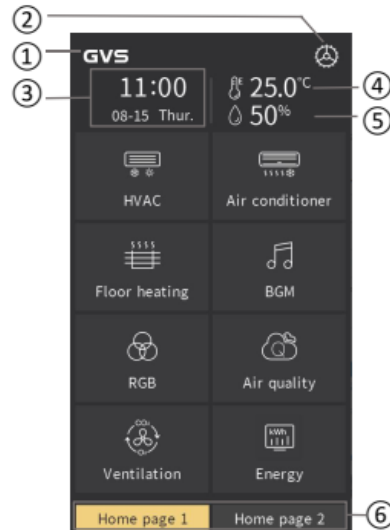 ②
① GVS
③ 11:00 25.0°C ④
08-15 Thur. 50% ⑤
HVAC Air conditioner
Floor heating BGM
RGB Air quality
CO₂ kWh
Ventilation Energy
Home page 1 Home page 2 ⑥